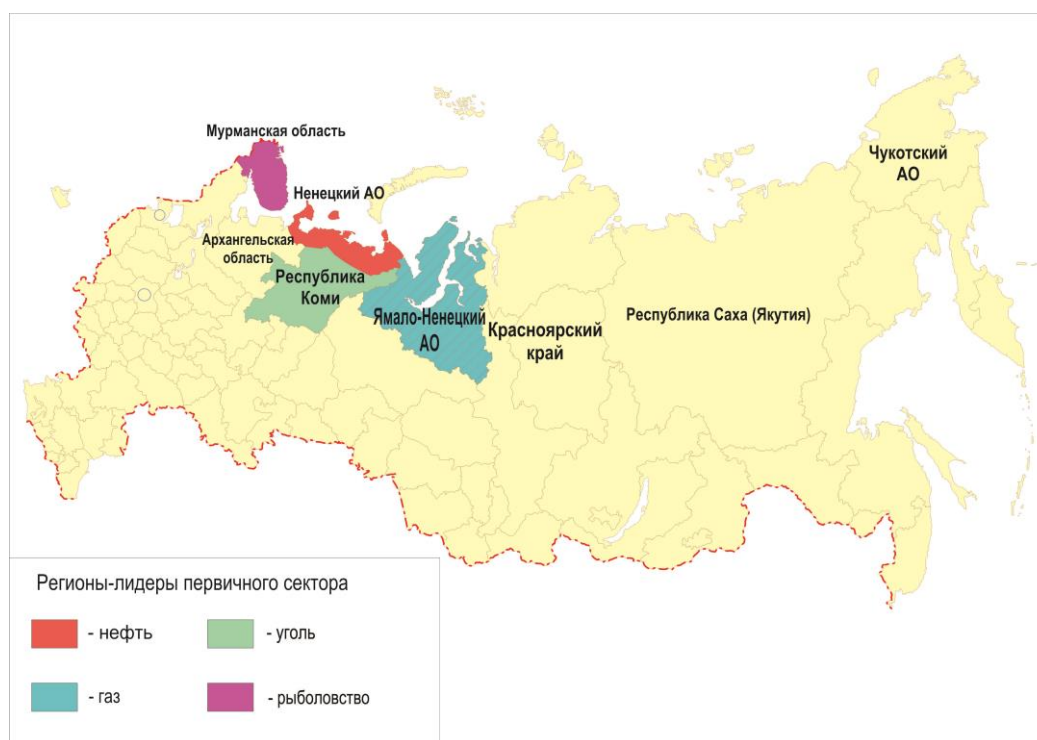 Мурманская область
Ненецкий АО
Чукотский
АО
Архангельская
область
Республика
Коми
Ямало-Ненецкий
АО
Красноярский
край
Республика Саха (Якутия)
Регионы-лидеры первичного сектора
- нефть
- уголь
- газ
- рыболовство